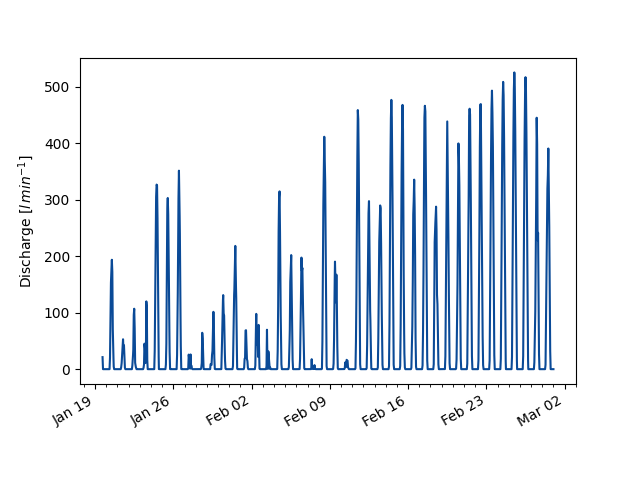 Discharge [l min⁻¹]
500
400
300
200
100
0
Jan 19
Jan 26
Feb 02
Feb 09
Feb 16
Feb 23
Mar 02